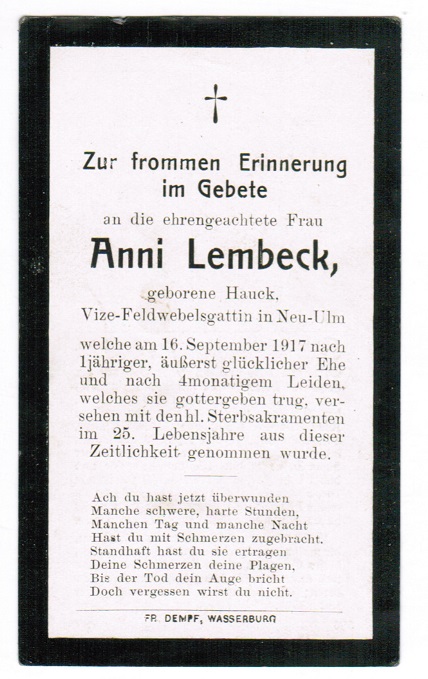 Zur frommen Erinnerung
im Gebete
an die ehrengeachtete Frau
Anni Lembeck,
geborene Hauck,
Vize-Feldwebelsgattin in Neu-Ulm
welche am 16. September 1917 nach
1jähriger, äußerst glücklicher Ehe
und nach 4monatigem Leiden,
welches sie gottergeben trug, ver-
sehen mit den hl. Sterbsakramenten
im 25. Lebensjahre aus dieser
Zeitlichkeit genommen wurde.
Ach du hast jetzt überwunden
Manche schwere, harte Stunden,
Manchen Tag und manche Nacht
Hast du mit Schmerzen zugebracht.
Standhaft hast du sie ertragen
Deine Schmerzen deine Plagen,
Bis der Tod dein Auge bricht
Doch vergessen wirst du nicht.
FR. DEMPF, WASSERBURG